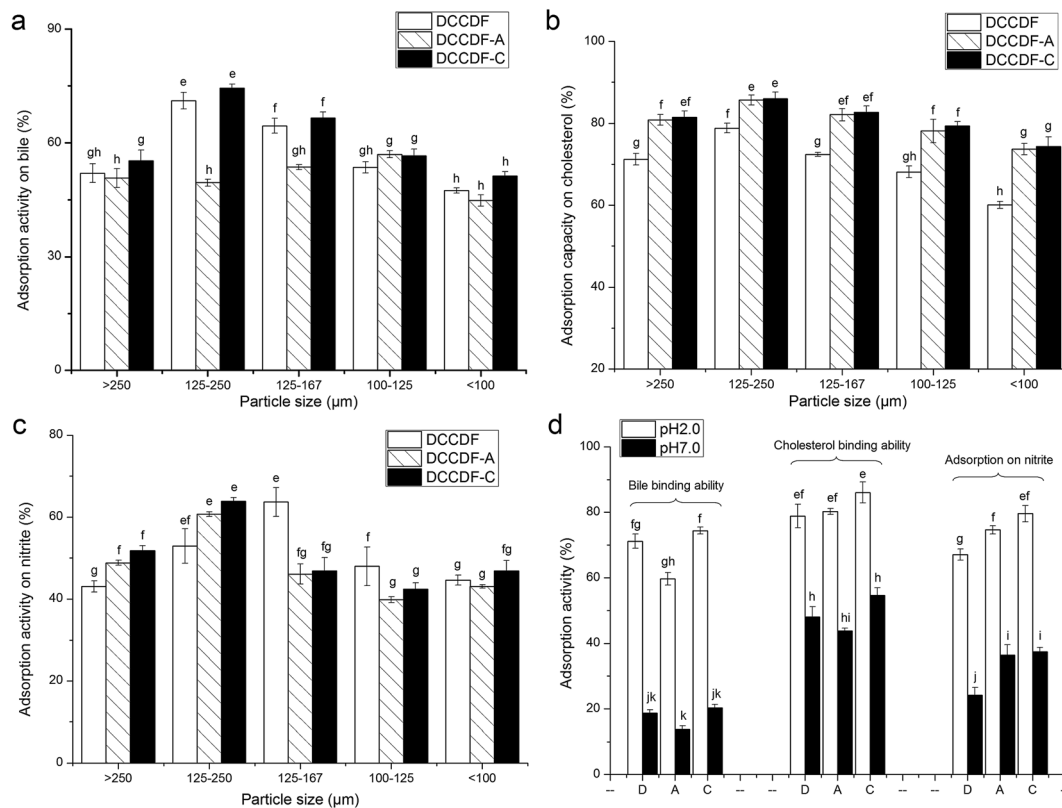 a
DCCDF
DCCDF-A
DCCDF-C
Adsorption activity on bile (%)
90
60
30
0
gh h g
e h e
f gh f
g g g
h h h
>250 125-250 125-167 100-125 <100
Particle size (μm)
b
DCCDF
DCCDF-A
DCCDF-C
Adsorption capacity on cholesterol (%)
100
80
60
40
20
g ef ef
f e e
g ef ef
gh f f
h g g
>250 125-250 125-167 100-125 <100
Particle size (μm)
c
DCCDF
DCCDF-A
DCCDF-C
Adsorption activity on nitrite (%)
80
60
40
20
0
g f f
ef e e
e fg fg
f g g
g g fg
>250 125-250 125-167 100-125 <100
Particle size (μm)
d
pH2.0
pH7.0
Bile binding ability
Cholesterol binding ability
Adsorption on nitrite
Adsorption activity (%)
100
80
60
40
20
0
fg jk gh k f jk
ef h ef hi e h
g j f i ef i
-- D A C -- -- D A C -- -- D A C -